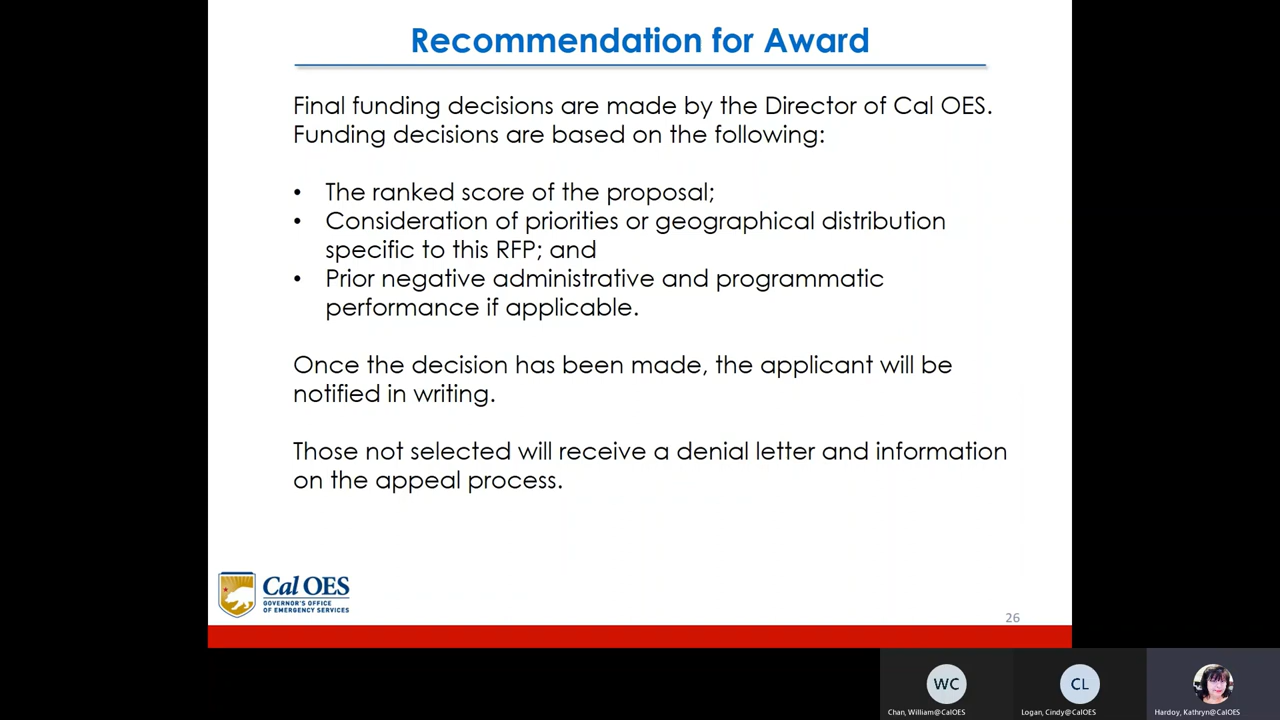 Recommendation for Award
Final funding decisions are made by the Director of Cal OES.
Funding decisions are based on the following:
• The ranked score of the proposal;
• Consideration of priorities or geographical distribution
specific to this RFP; and
• Prior negative administrative and programmatic
performance if applicable.
Once the decision has been made, the applicant will be
notified in writing.
Those not selected will receive a denial letter and information
on the appeal process.
Cal OES
GOVERNOR'S OFFICE
OF EMERGENCY SERVICES
26
WC
CL
Chan, William@CalOES
Logan, Cindy@CalOES
Hardoy, Kathryn@CalOES